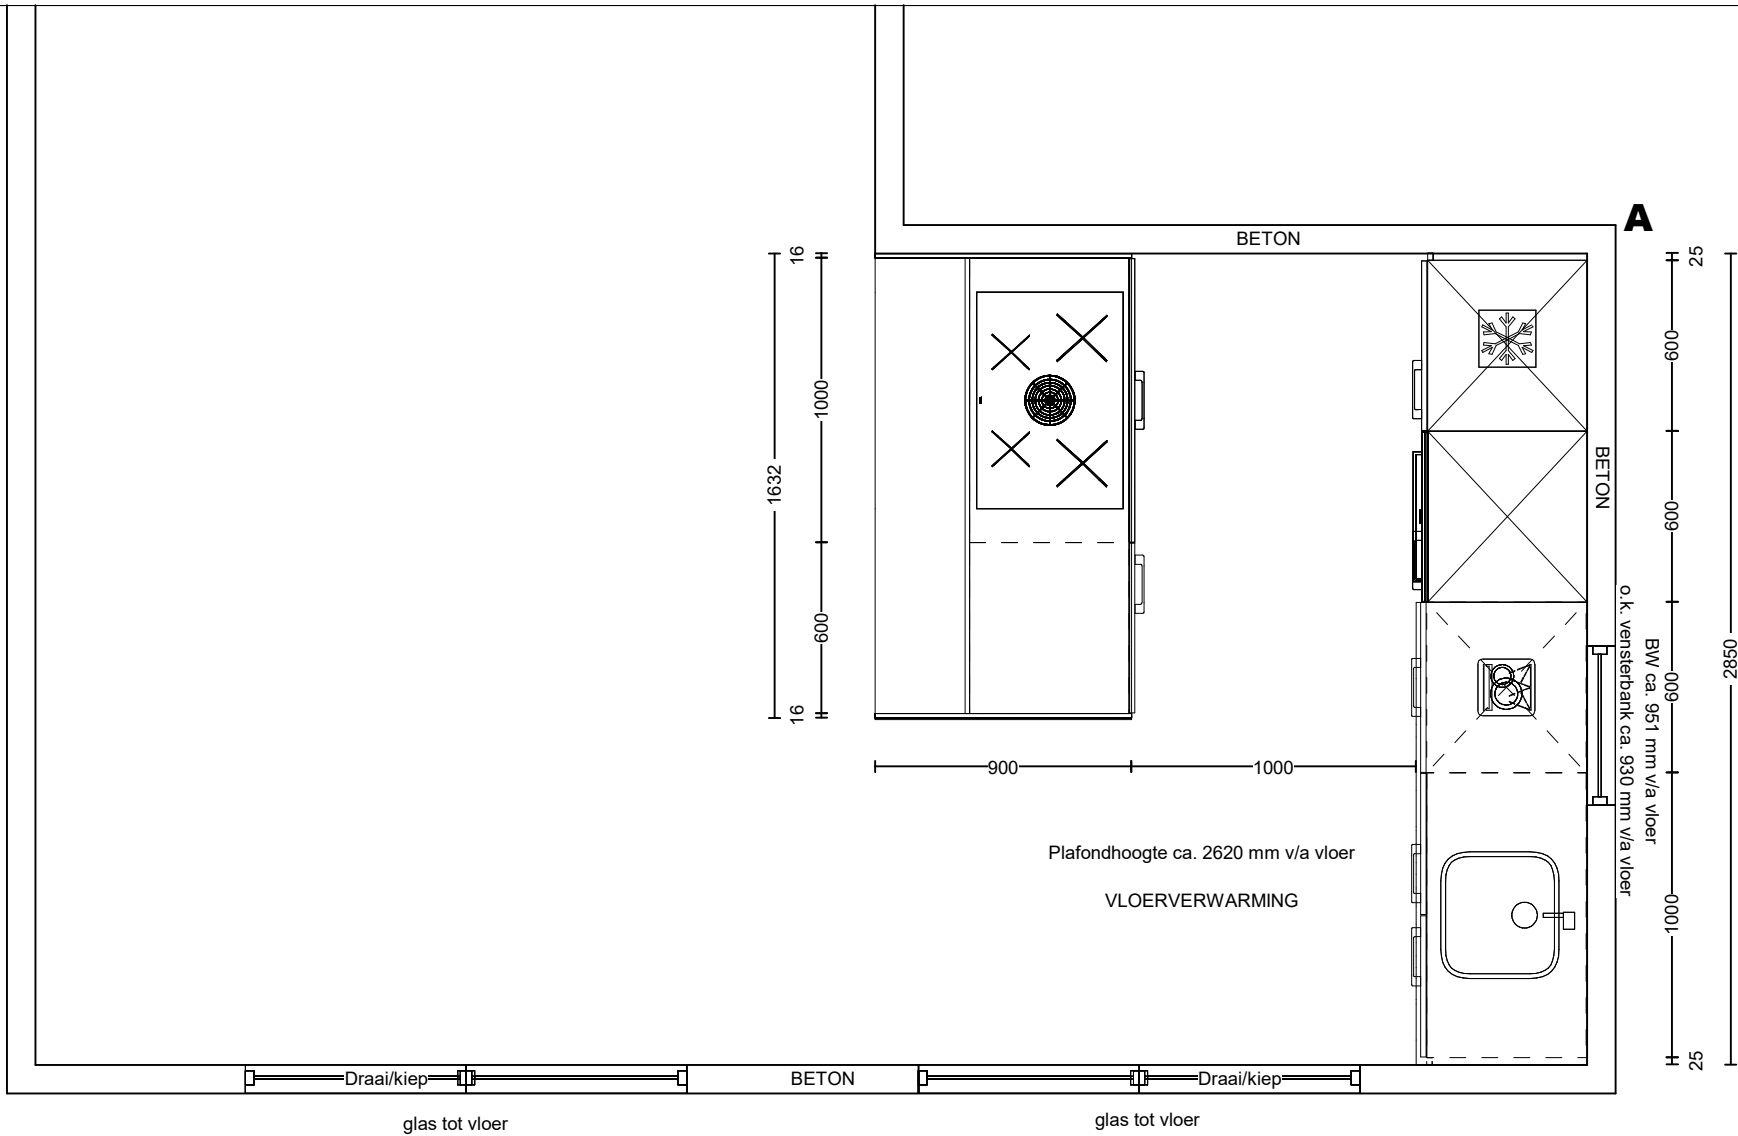 A
BETON
16
25
1000
600
1632
600
BETON
600
o.k. vensterbank ca. 930 mm v/a vloer
BW ca. 951 mm v/a vloer
600
2850
16
900
1000
Plafondhoogte ca. 2620 mm v/a vloer
VLOERVERWARMING
1000
25
Draai/kiep
BETON
Draai/kiep
glas tot vloer
glas tot vloer